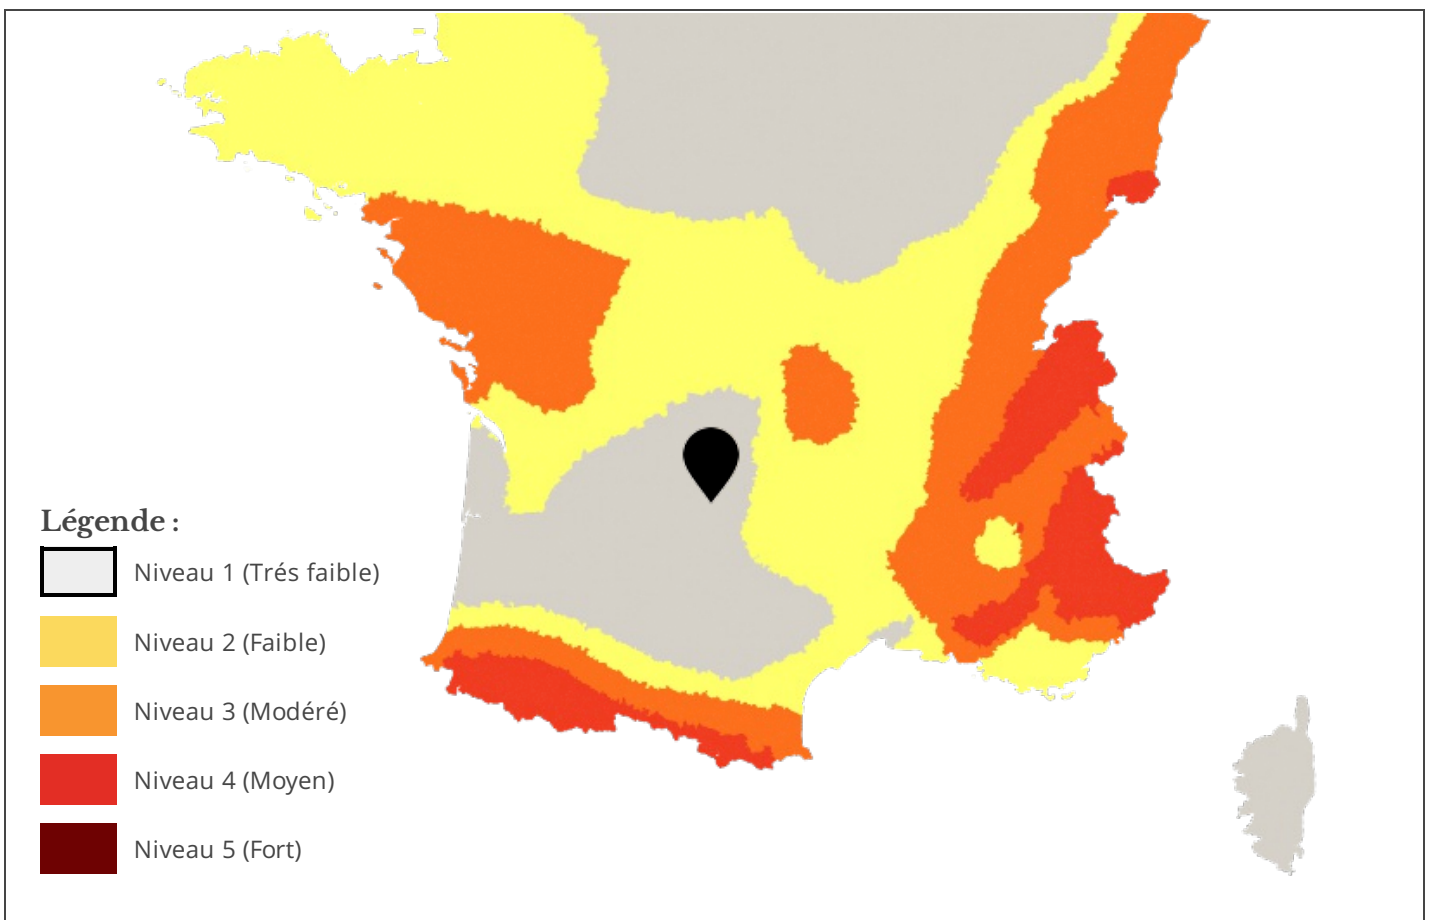 Légende :
Niveau 1 (Trés faible)
Niveau 2 (Faible)
Niveau 3 (Modéré)
Niveau 4 (Moyen)
Niveau 5 (Fort)